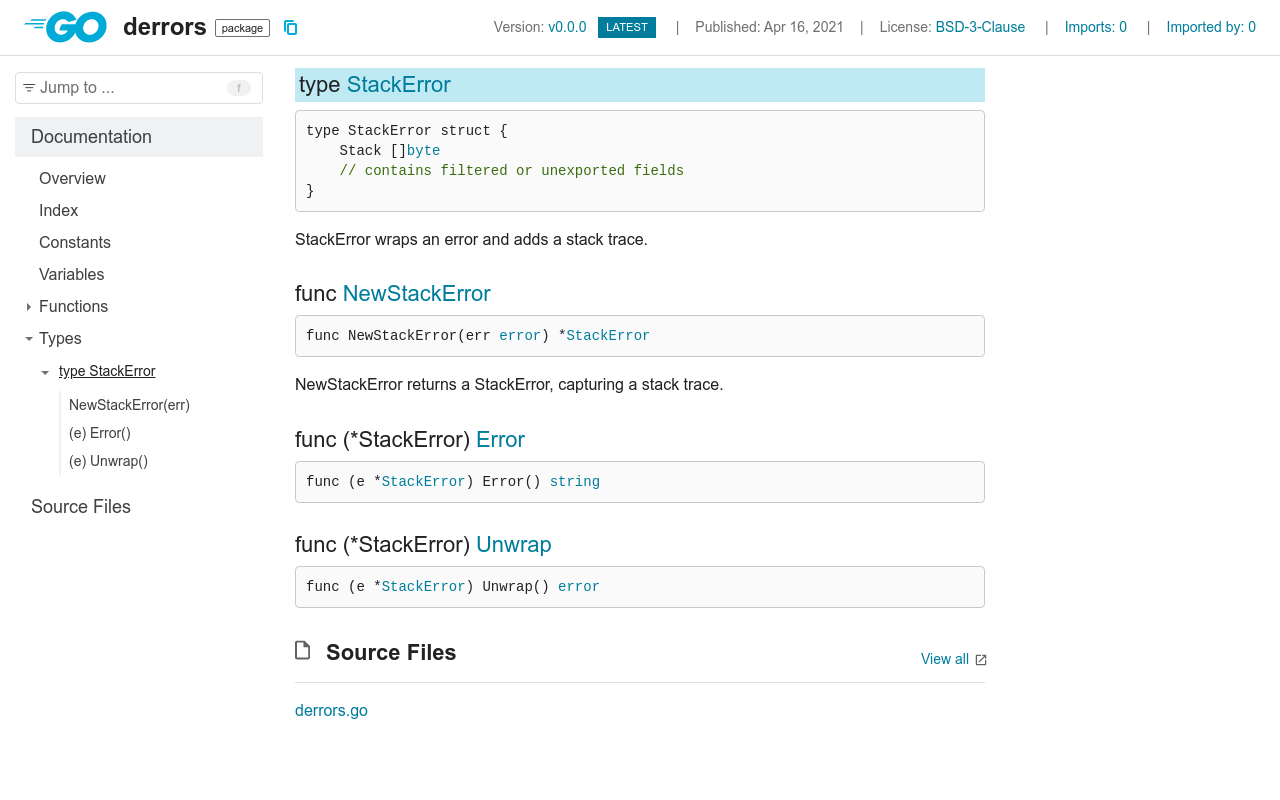 GO derrors package Version: v0.0.0 LATEST | Published: Apr 16, 2021 | License: BSD-3-Clause | Imports: 0 | Imported by: 0
Jump to ... f
Documentation
Overview
Index
Constants
Variables
Functions
Types
type StackError
NewStackError(err)
(e) Error()
(e) Unwrap()
Source Files
type StackError
type StackError struct {
    Stack []byte
    // contains filtered or unexported fields
}
StackError wraps an error and adds a stack trace.
func NewStackError
func NewStackError(err error) *StackError
NewStackError returns a StackError, capturing a stack trace.
func (*StackError) Error
func (e *StackError) Error() string
func (*StackError) Unwrap
func (e *StackError) Unwrap() error
Source Files
View all
derrors.go